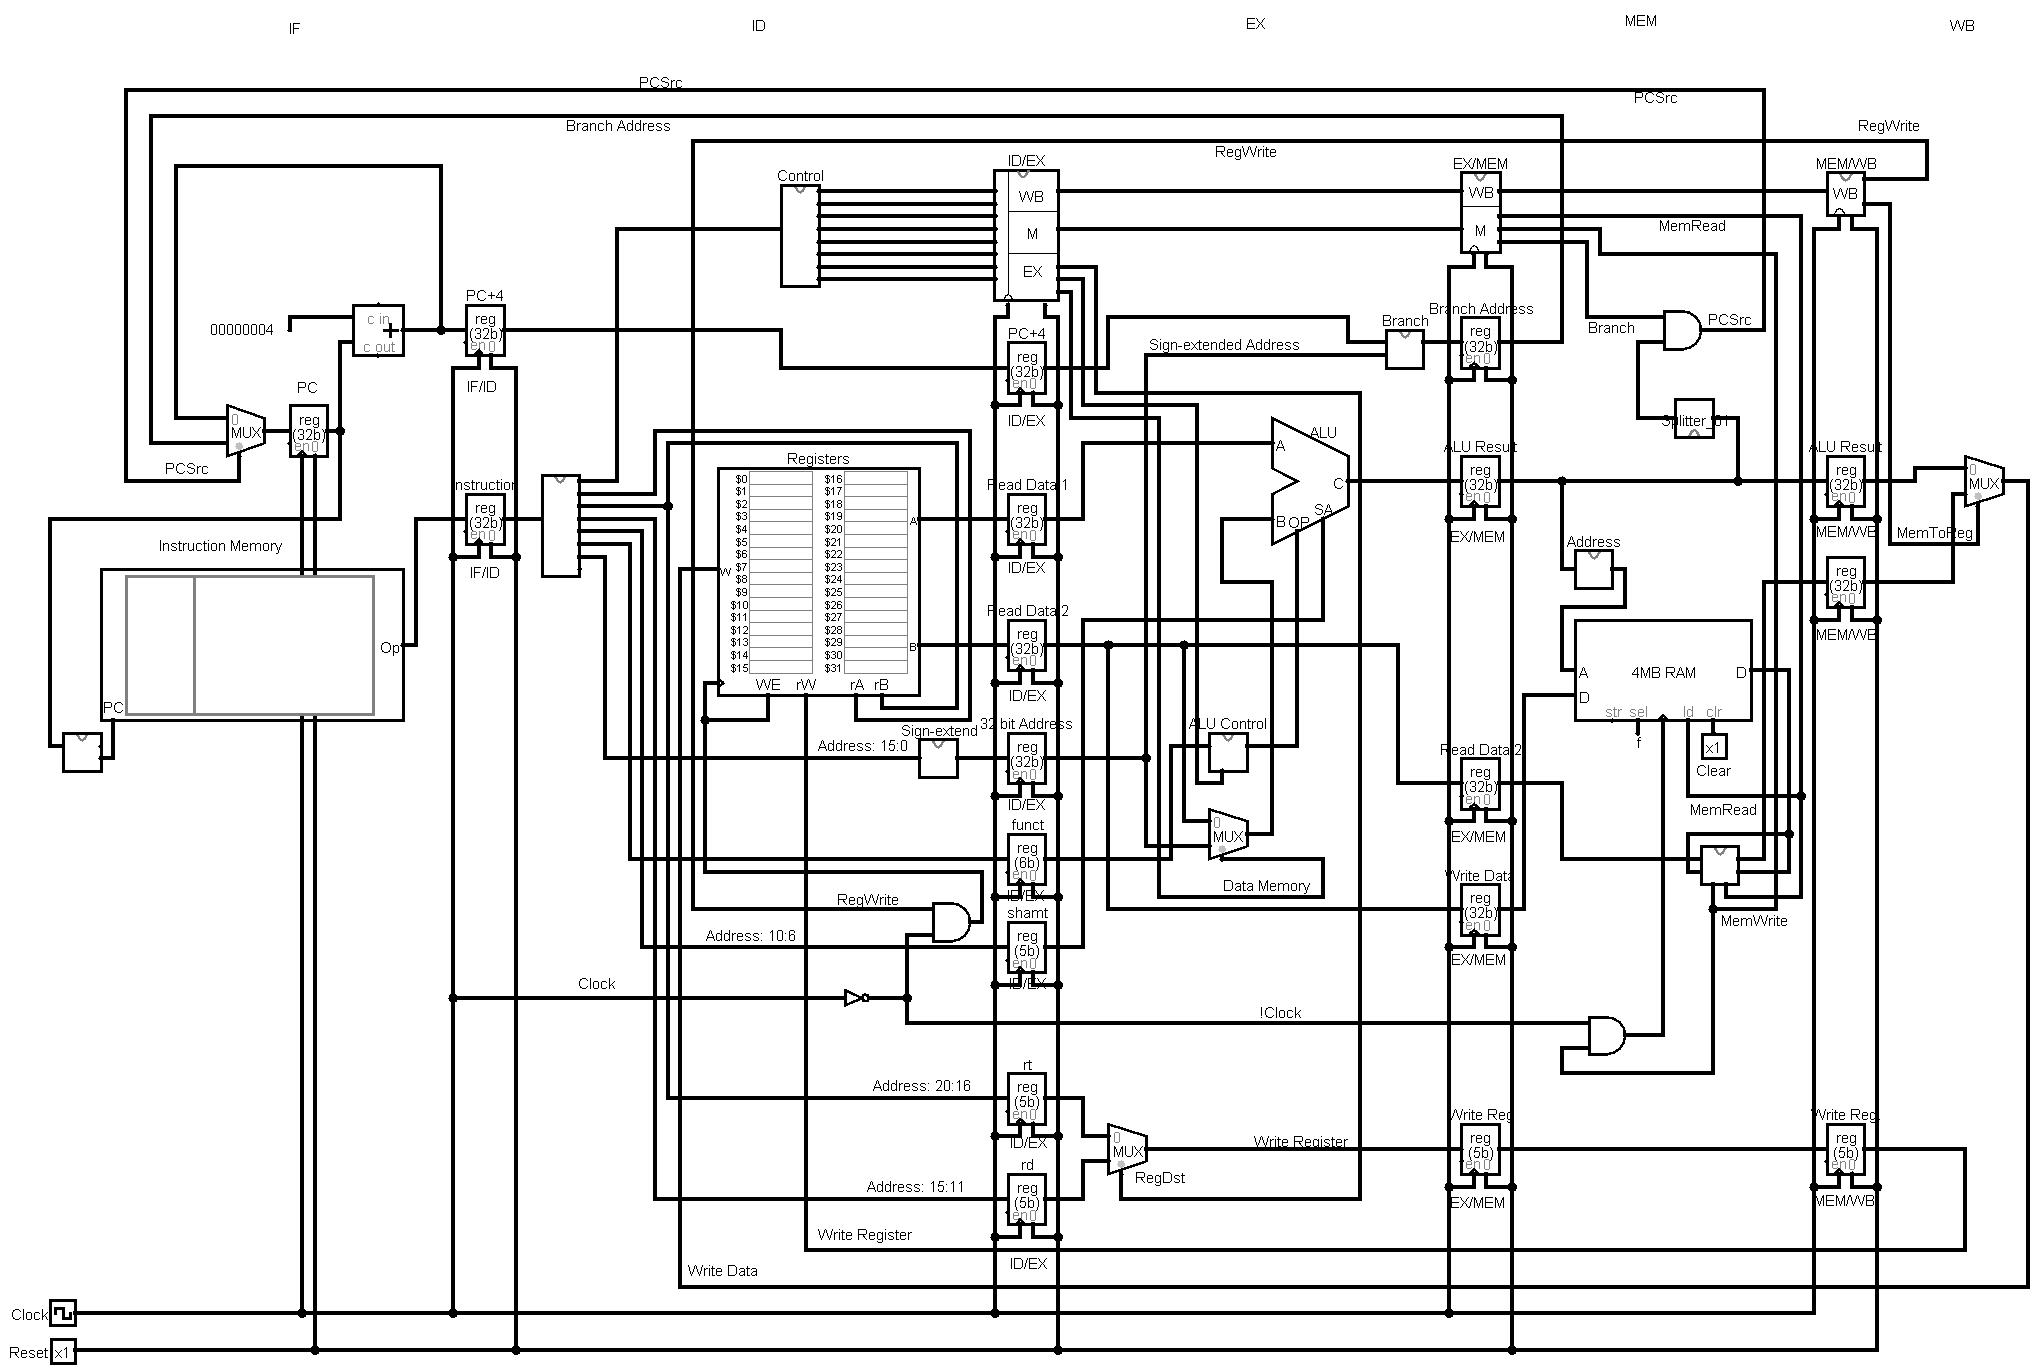 IF
ID
EX
MEM
WB
PCSrc
PCSrc
Branch Address
RegWrite
RegWrite
Control
ID/EX
WB
M
EX
EX/MEM
WB
M
MEM/WB
WB
MemRead
00000004
c in
+
c out
PC+4
reg
(32b)
en 0
IF/ID
PC+4
reg
(32b)
en 0
ID/EX
Sign-extended Address
Branch
Branch Address
reg
(32b)
en 0
Branch
PCSrc
PC
reg
(32b)
en 0
0
MUX
PCSrc
Splitter_01
nstruction
reg
(32b)
en 0
IF/ID
Instruction Memory
Op
PC
Registers
$0
$1
$2
$3
$4
$5
$6
$7
$8
$9
$10
$11
$12
$13
$14
$15
$16
$17
$18
$19
$20
$21
$22
$23
$24
$25
$26
$27
$28
$29
$30
$31
W
A
B
WE rW rA rB
Read Data 1
reg
(32b)
en 0
ID/EX
Read Data 2
reg
(32b)
en 0
ID/EX
ALU
A
B
OP
SA
C
ALU Result
reg
(32b)
en 0
EX/MEM
ALU Result
reg
(32b)
en 0
MEM/WB
0
MUX
MemToReg
Address
reg
(32b)
en 0
MEM/WB
4MB RAM
A
D
D
str sel ld clr
f
x1
Clear
MemRead
Address: 15:0
Sign-extend
32 bit Address
reg
(32b)
en 0
ID/EX
ALU Control
Read Data 2
reg
(32b)
en 0
EX/MEM
funct
reg
(6b)
en 0
ID/EX
0
MUX
Data Memory
RegWrite
Write Data
reg
(32b)
en 0
EX/MEM
MemWrite
Address: 10:6
shamt
reg
(5b)
en 0
ID/EX
Clock
!Clock
Address: 20:16
rt
reg
(5b)
en 0
ID/EX
0
MUX
RegDst
Write Register
Write Reg
reg
(5b)
en 0
EX/MEM
Write Reg
reg
(5b)
en 0
MEM/WB
Address: 15:11
rd
reg
(5b)
en 0
ID/EX
Write Register
Write Data
Clock
Reset x1